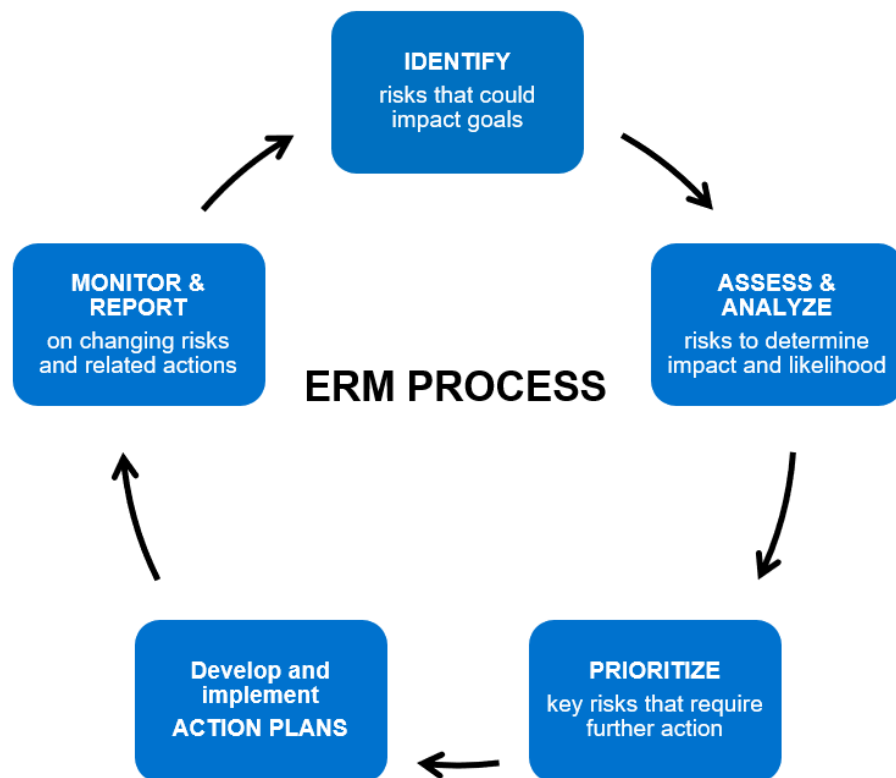 IDENTIFY
risks that could
impact goals
ASSESS &
ANALYZE
risks to determine
impact and likelihood
PRIORITIZE
key risks that require
further action
Develop and
implement
ACTION PLANS
MONITOR &
REPORT
on changing risks
and related actions
ERM PROCESS